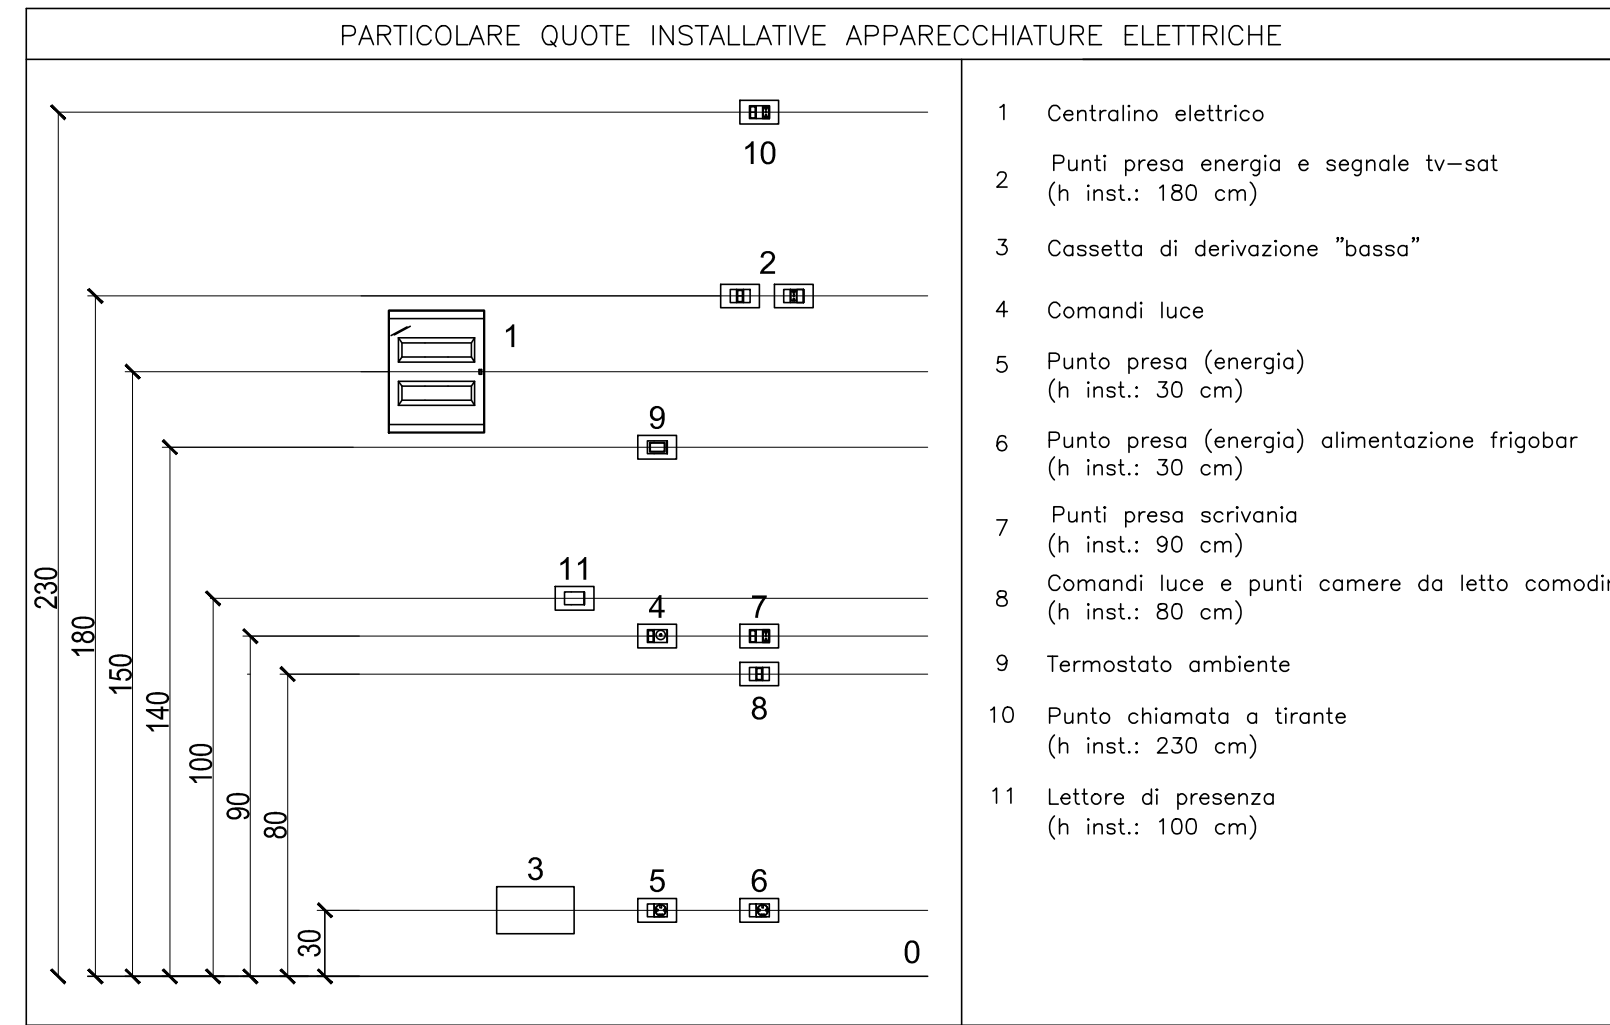 PARTICOLARE QUOTE INSTALLATIVE APPARECCHIATURE ELETTRICHE
10
2
1
9
11
4 7
8
3 5 6
0
230
180
150
140
100
90
80
30
1 Centralino elettrico
2 Punti presa energia e segnale tv-sat
(h inst.: 180 cm)
3 Cassetta di derivazione "bassa"
4 Comandi luce
5 Punto presa (energia)
(h inst.: 30 cm)
6 Punto presa (energia) alimentazione frigobar
(h inst.: 30 cm)
7 Punti presa scrivania
(h inst.: 90 cm)
8 Comandi luce e punti camere da letto
(h inst.: 80 cm)
9 Termostato ambiente
10 Punto chiamata a tirante
(h inst.: 230 cm)
11 Lettore di presenza
(h inst.: 100 cm)